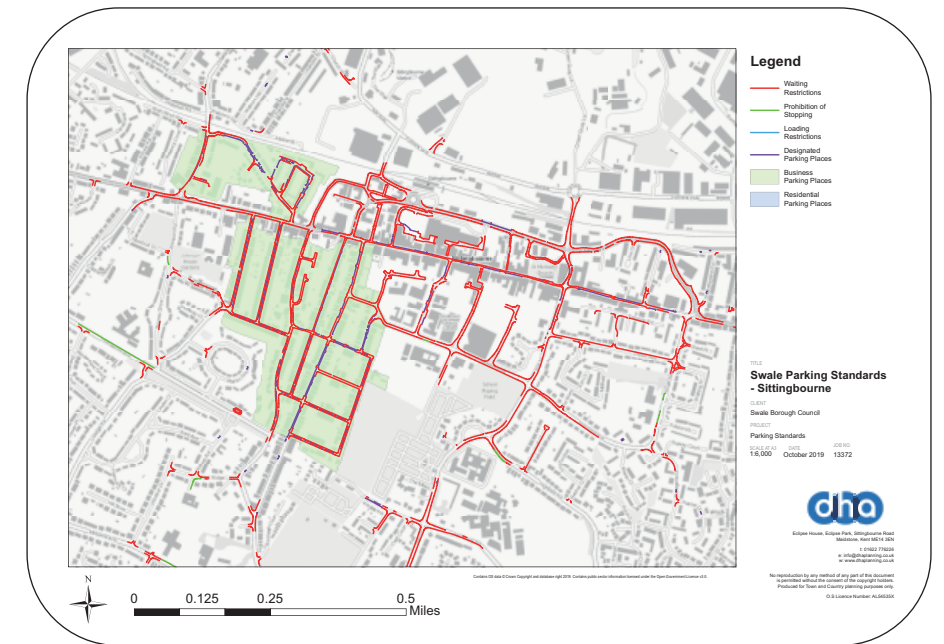 Legend
Waiting
Restrictions
Prohibition of
Stopping
Loading
Restrictions
Designated
Parking Places
Business
Parking Places
Residential
Parking Places
TITLE
Swale Parking Standards
- Sittingbourne
CLIENT
Swale Borough Council
PROJECT
Parking Standards
SCALE AT A3 DATE JOB NO.
1:6,000 October 2019 13372
dha
Eclipse House, Eclipse Park, Sittingbourne Road
Maidstone, Kent ME14 3EN
t: 01622 776226
e: info@dhaplanning.co.uk
w: www.dhaplanning.co.uk
No reproduction by any method of any part of this document
is permitted without the consent of the copyright holders.
Produced for Town and Country planning purposes only.
O.S Licence Number: AL54535X
Contains OS data © Crown Copyright and database right 2019. Contains public sector information licensed under the Open Government Licence v3.0.
N
0 0.125 0.25 0.5
Miles